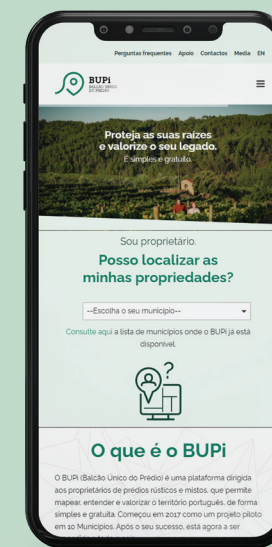 Perguntas frequentes Apoio Contactos Media EN
BUPi
BALCÃO ÚNICO
DO PRÉDIO
Proteja as suas raízes
e valorize o seu legado.
É simples e gratuito.
Sou proprietário.
Posso localizar as
minhas propriedades?
--Escolha o seu município--
Consulte aqui a lista de municípios onde o BUPi já está
disponível.
?
O que é o BUPi
O BUPi (Balcão Único do Prédio) é uma plataforma dirigida
aos proprietários de prédios rústicos e mistos, que permite
mapear, entender e valorizar o território português, de forma
simples e gratuita. Começou em 2017 como um projeto piloto
em 10 Municípios. Após o seu sucesso, está agora a ser